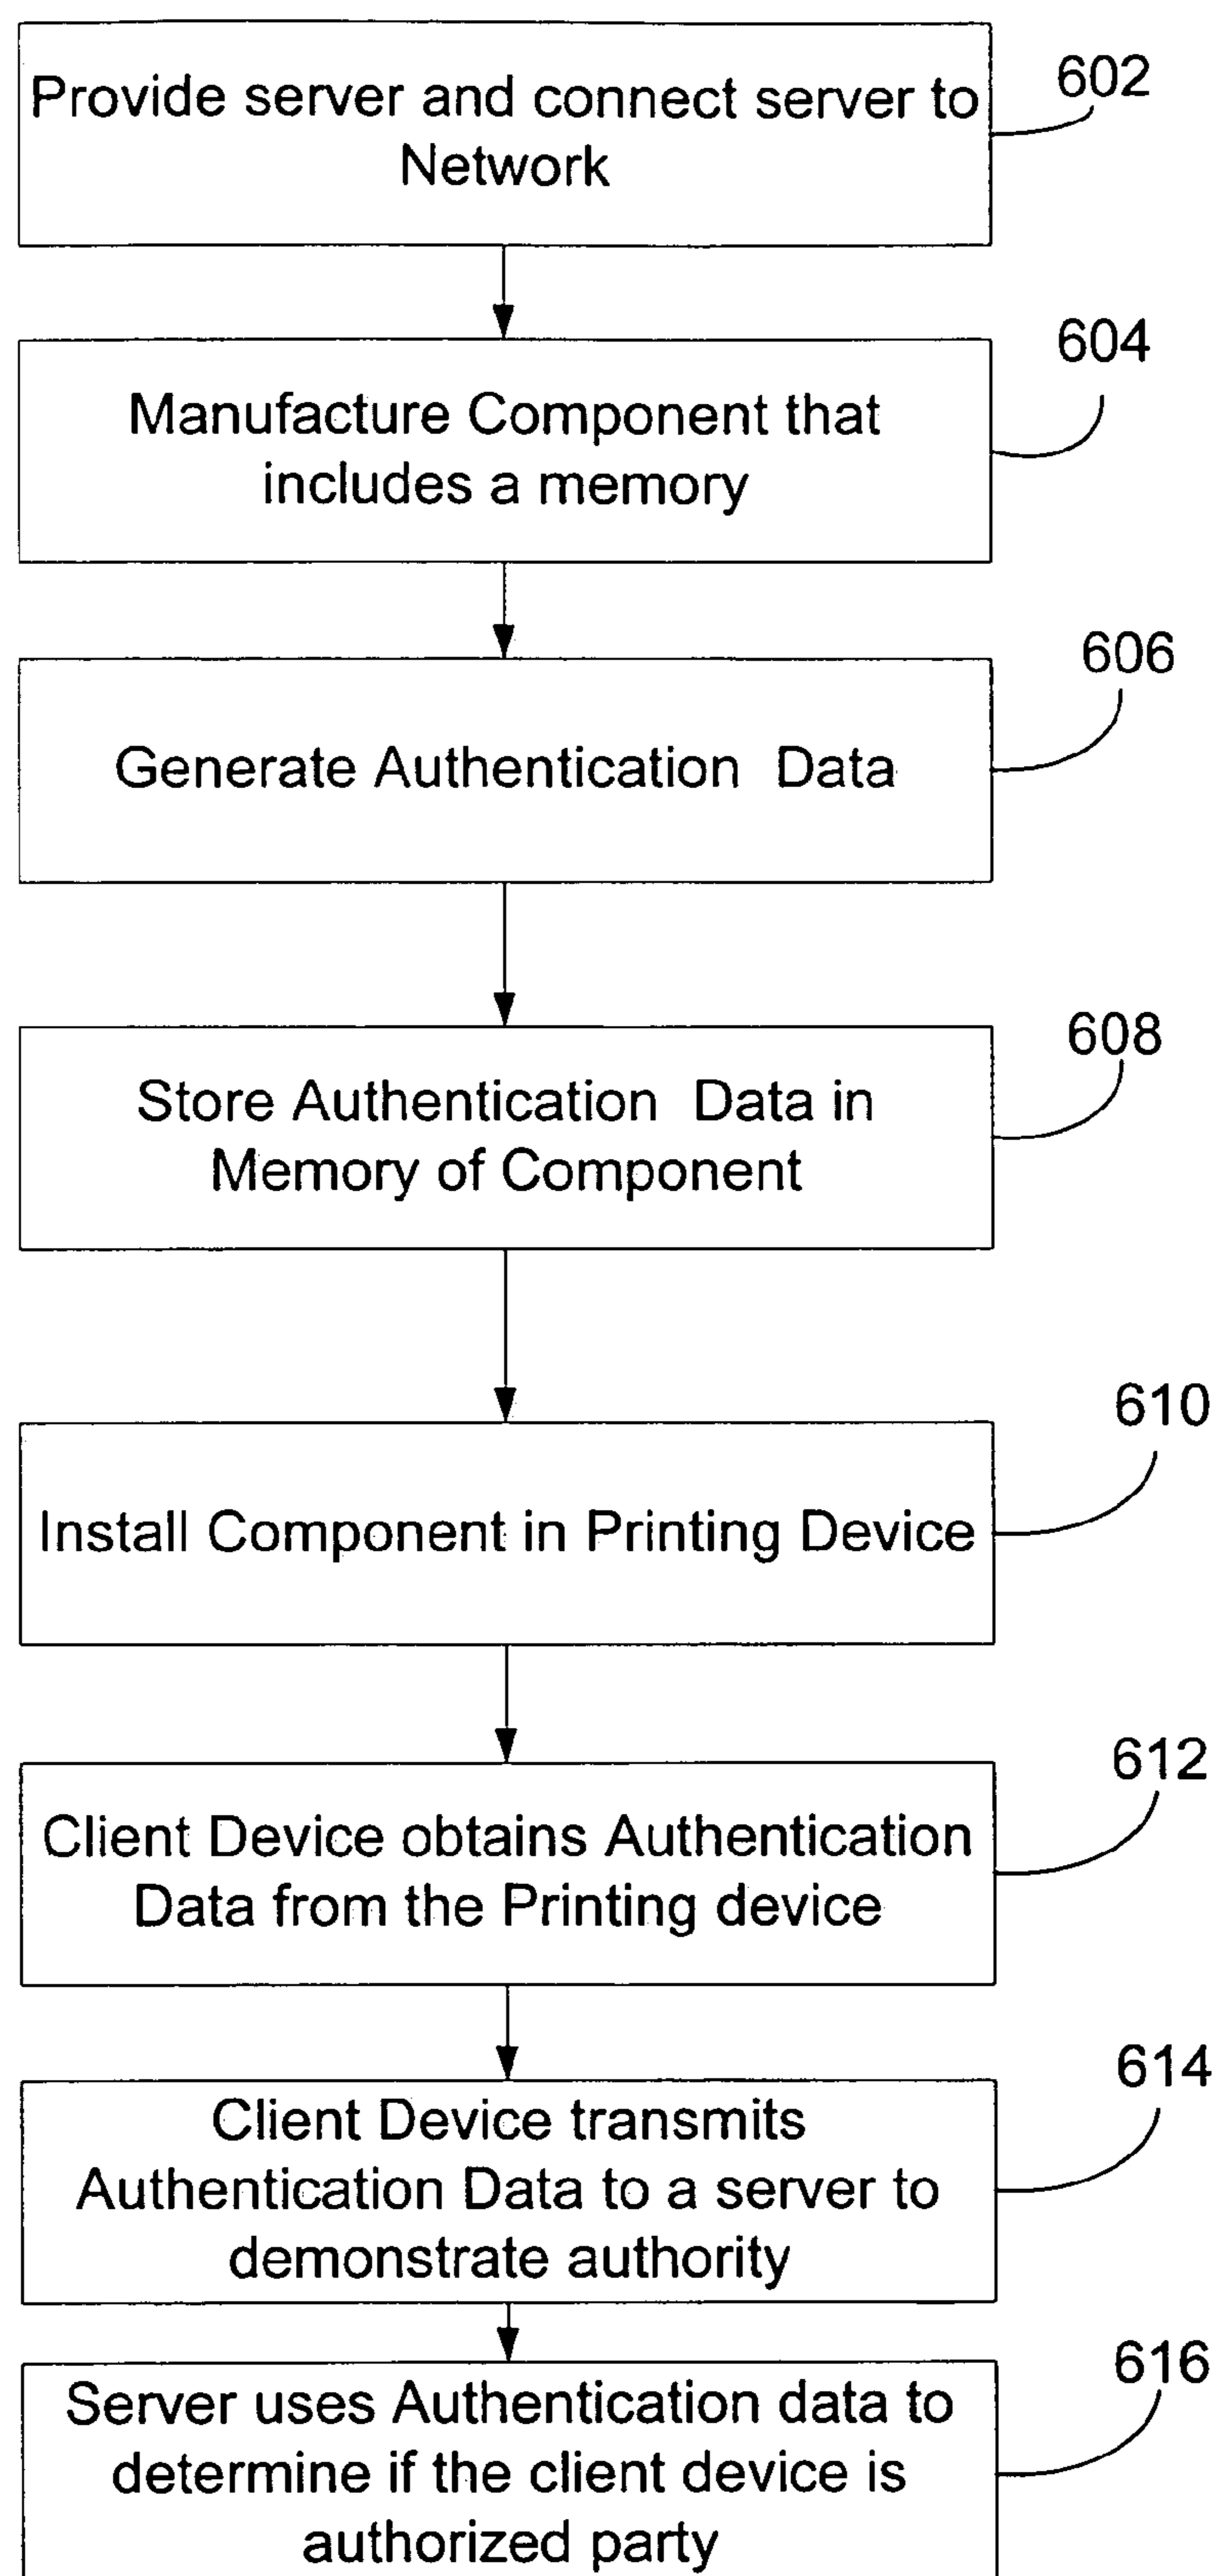 Provide server and connect server to
Network
602
Manufacture Component that
includes a memory
604
Generate Authentication Data
606
Store Authentication Data in
Memory of Component
608
Install Component in Printing Device
610
Client Device obtains Authentication
Data from the Printing device
612
Client Device transmits
Authentication Data to a server to
demonstrate authority
614
Server uses Authentication data to
determine if the client device is
authorized party
616